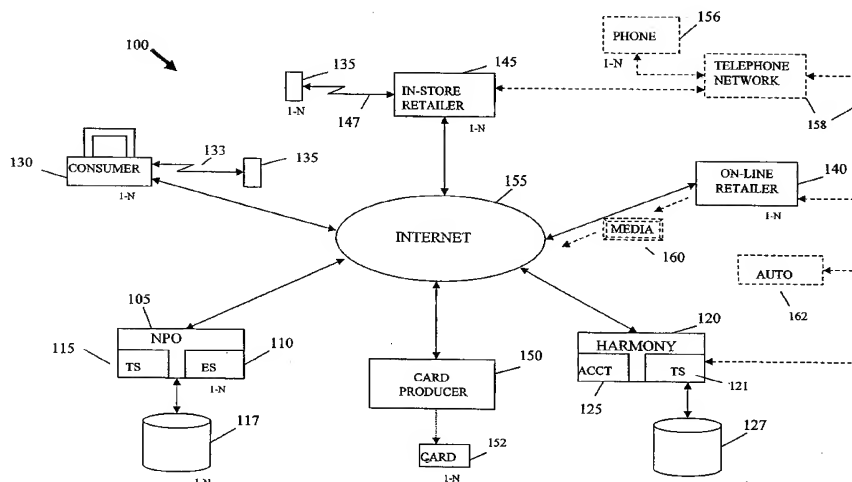 100
135
1-N
147
145
IN-STORE
RETAILER
1-N
156
PHONE
1-N
TELEPHONE
NETWORK
158
130
CONSUMER
1-N
133
135
155
INTERNET
ON-LINE
RETAILER
140
1-N
MEDIA
160
AUTO
162
105
NPO
115
TS
ES
110
1-N
117
1-N
150
CARD
PRODUCER
CARD
152
1-N
120
HARMONY
ACCT
TS
125
121
127